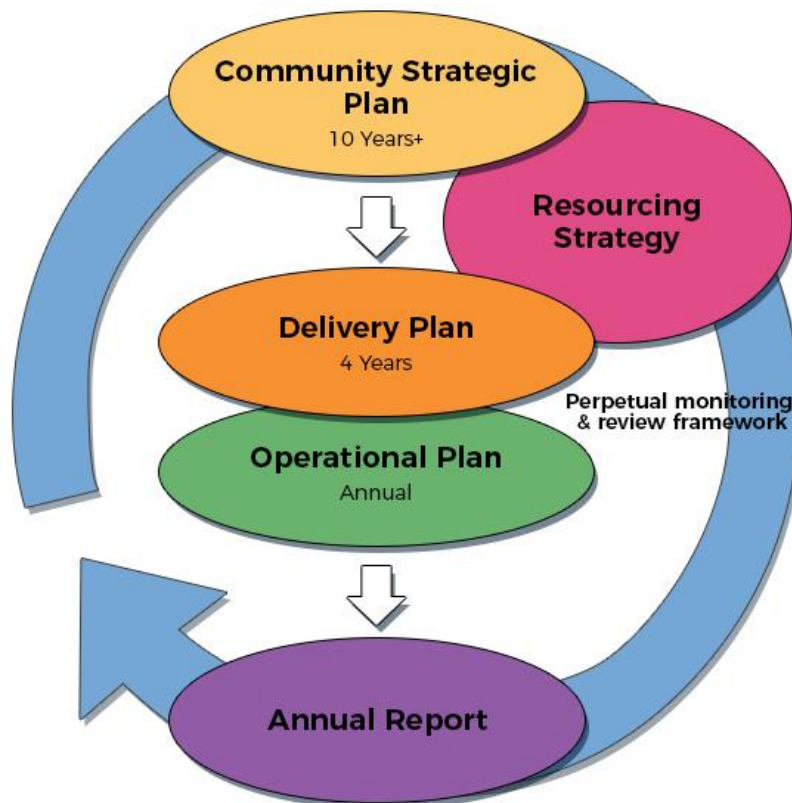 Community Strategic
Plan
10 Years+
Resourcing
Strategy
Delivery Plan
4 Years
Perpetual monitoring
& review framework
Operational Plan
Annual
Annual Report